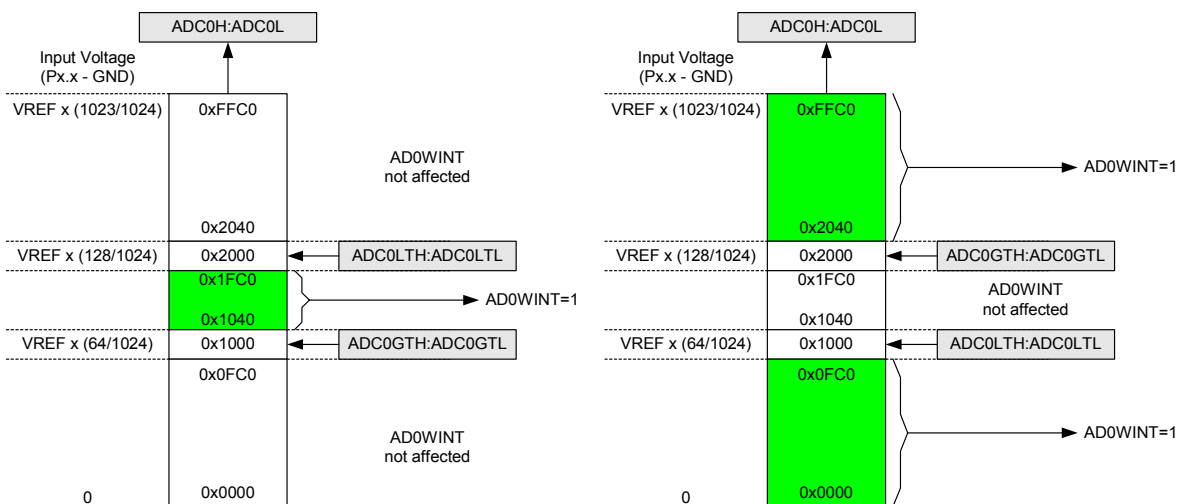 ADC0H:ADC0L
Input Voltage
(Px.x - GND)
VREF x (1023/1024)
0xFFC0
AD0WINT
not affected
0x2040
VREF x (128/1024)
0x2000
ADC0LTH:ADC0LTL
0x1FC0
AD0WINT=1
0x1040
VREF x (64/1024)
0x1000
ADC0GTH:ADC0GTL
0x0FC0
AD0WINT
not affected
0
0x0000
ADC0H:ADC0L
Input Voltage
(Px.x - GND)
VREF x (1023/1024)
0xFFC0
AD0WINT=1
0x2040
VREF x (128/1024)
0x2000
ADC0GTH:ADC0GTL
0x1FC0
AD0WINT
not affected
0x1040
VREF x (64/1024)
0x1000
ADC0LTH:ADC0LTL
0x0FC0
AD0WINT=1
0
0x0000